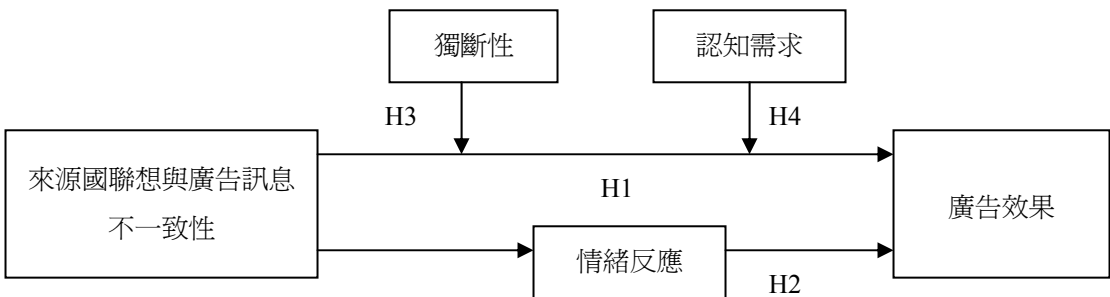 獨斷性
認知需求
H3
H4
來源國聯想與廣告訊息
不一致性
H1
廣告效果
情緒反應
H2